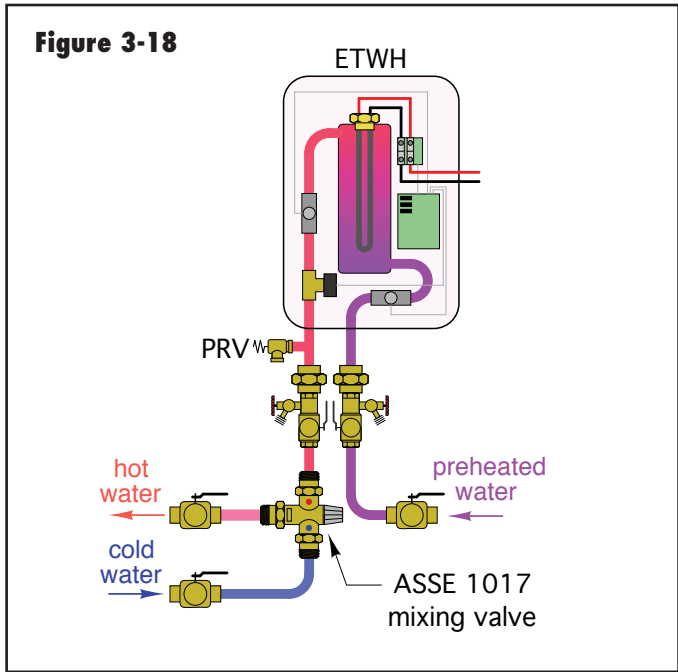 Figure 3-18
ETWH
PRV
hot
water
preheated
water
cold
water
ASSE 1017
mixing valve